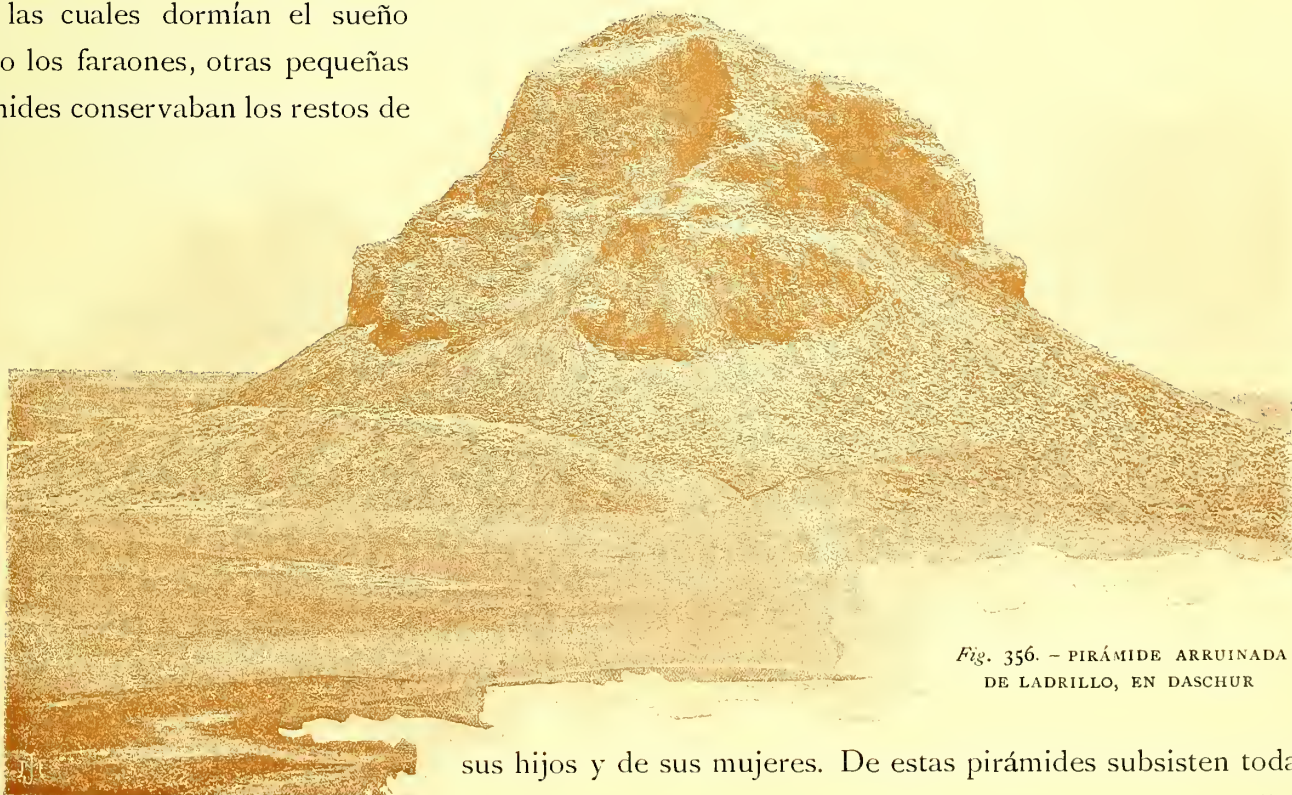 las cuales dormían el sueño
o los faraones, otras pequeñas
nides conservaban los restos de
Fig. 356. – PIRÁMIDE ARRUINADA
DE LADRILLO, EN DASCHUR
sus hijos y de sus mujeres. De estas pirámides subsisten toda